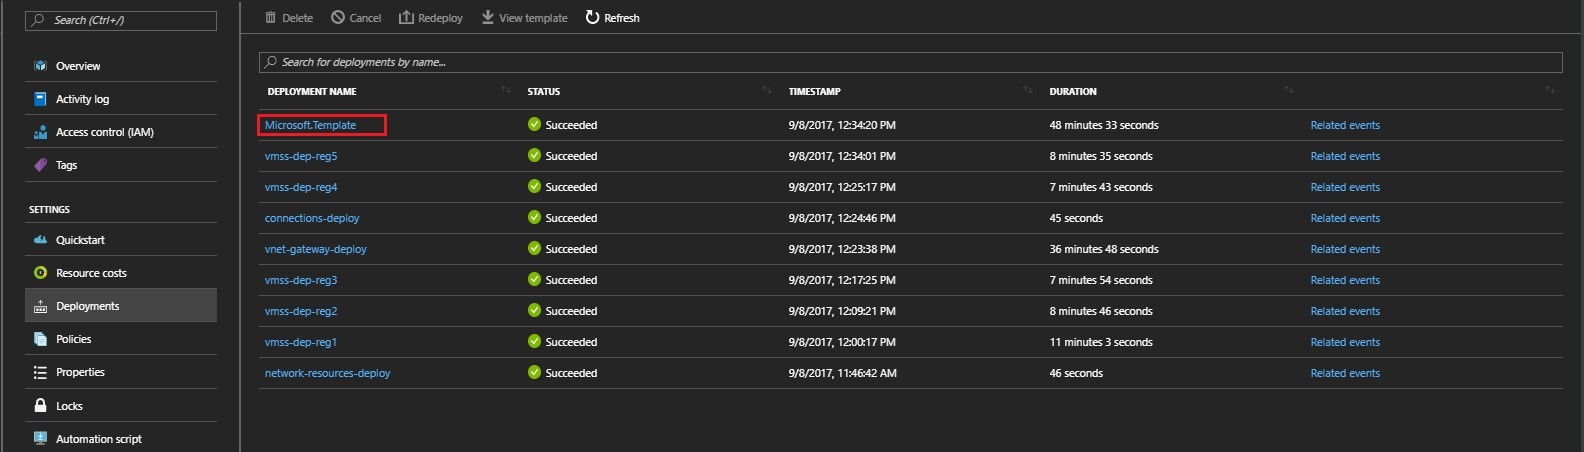 Search (Ctrl+/)
Overview
Activity log
Access control (IAM)
Tags
SETTINGS
Quickstart
Resource costs
Deployments
Policies
Properties
Locks
Automation script
Delete Cancel Redeploy View template Refresh
Search for deployments by name...
DEPLOYMENT NAME STATUS TIMESTAMP DURATION
Microsoft.Template Succeeded 9/8/2017, 12:34:20 PM 48 minutes 33 seconds Related events
vmss-dep-reg5 Succeeded 9/8/2017, 12:34:01 PM 8 minutes 35 seconds Related events
vmss-dep-reg4 Succeeded 9/8/2017, 12:25:17 PM 7 minutes 43 seconds Related events
connections-deploy Succeeded 9/8/2017, 12:24:46 PM 45 seconds Related events
vnet-gateway-deploy Succeeded 9/8/2017, 12:23:38 PM 36 minutes 48 seconds Related events
vmss-dep-reg3 Succeeded 9/8/2017, 12:17:25 PM 7 minutes 54 seconds Related events
vmss-dep-reg2 Succeeded 9/8/2017, 12:09:21 PM 8 minutes 46 seconds Related events
vmss-dep-reg1 Succeeded 9/8/2017, 12:00:17 PM 11 minutes 3 seconds Related events
network-resources-deploy Succeeded 9/8/2017, 11:46:42 AM 46 seconds Related events